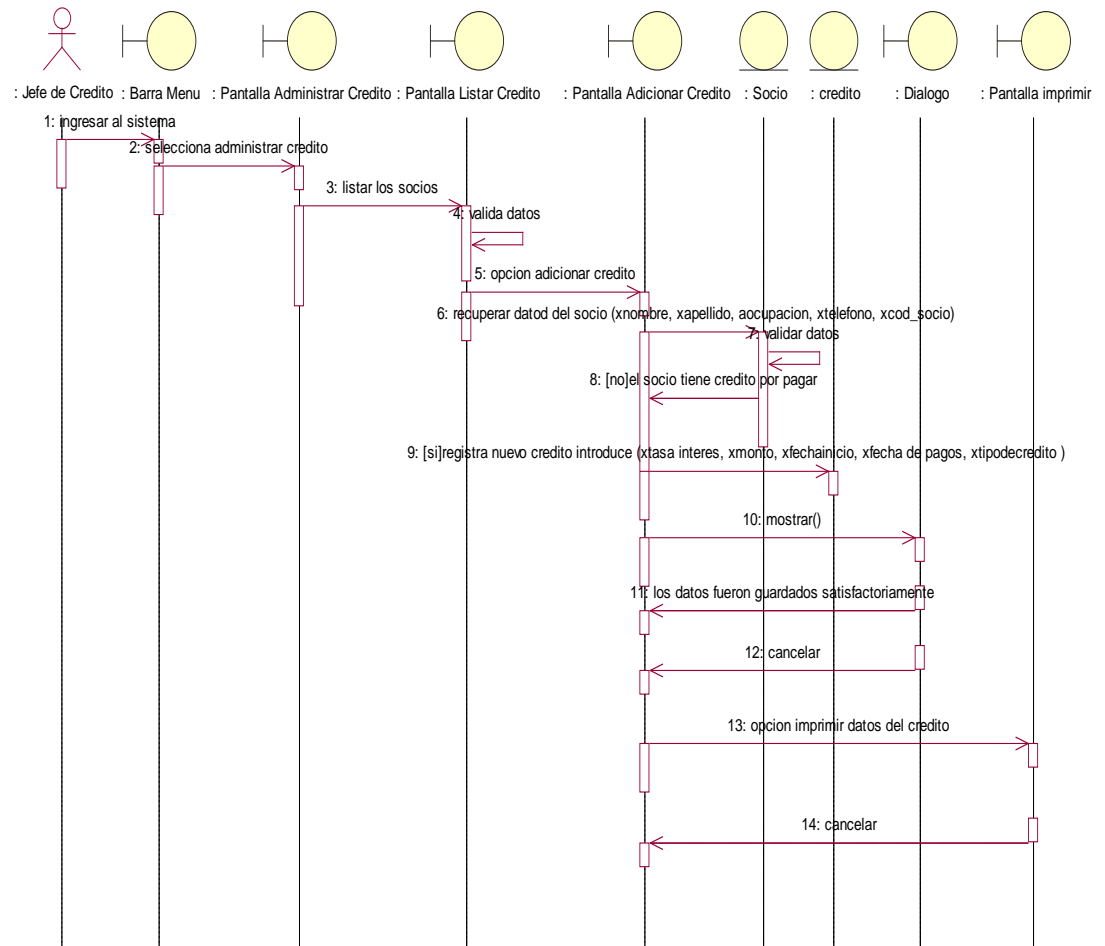 : Jefe de Credito
: Barra Menu
: Pantalla Administrar Credito
: Pantalla Listar Credito
: Pantalla Adicionar Credito
: Socio
: credito
: Dialogo
: Pantalla imprimir
1: ingresar al sistema
2: selecciona administrar credito
3: listar los socios
4: valida datos
5: opcion adicionar credito
6: recuperar datod del socio (xnombre, xapellido, aocupacion, xtelefono, xcod_socio)
7: validar datos
8: [no]el socio tiene credito por pagar
9: [si]registra nuevo credito introduce (xtasa interes, xmonto, xfechainicio, xfecha de pagos, xtipodecredito )
10: mostrar()
11: los datos fueron guardados satisfactoriamente
12: cancelar
13: opcion imprimir datos del credito
14: cancelar